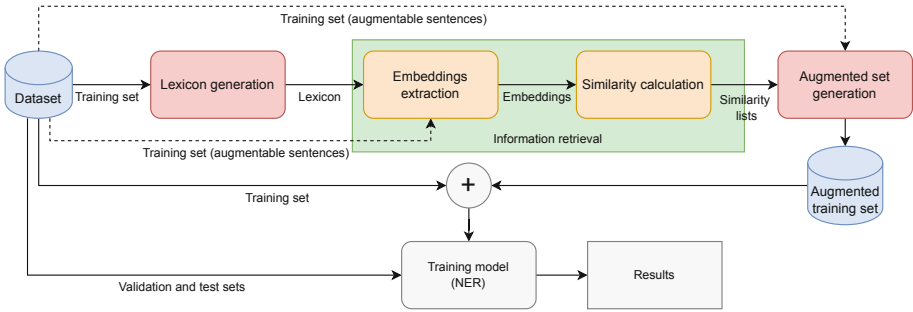 Training set (augmentable sentences)
Dataset
Training set
Lexicon generation
Lexicon
Embeddings
extraction
Embeddings
Similarity calculation
Similarity
lists
Augmented set
generation
Information retrieval
Training set (augmentable sentences)
Training set
+
Augmented
training set
Validation and test sets
Training model
(NER)
Results